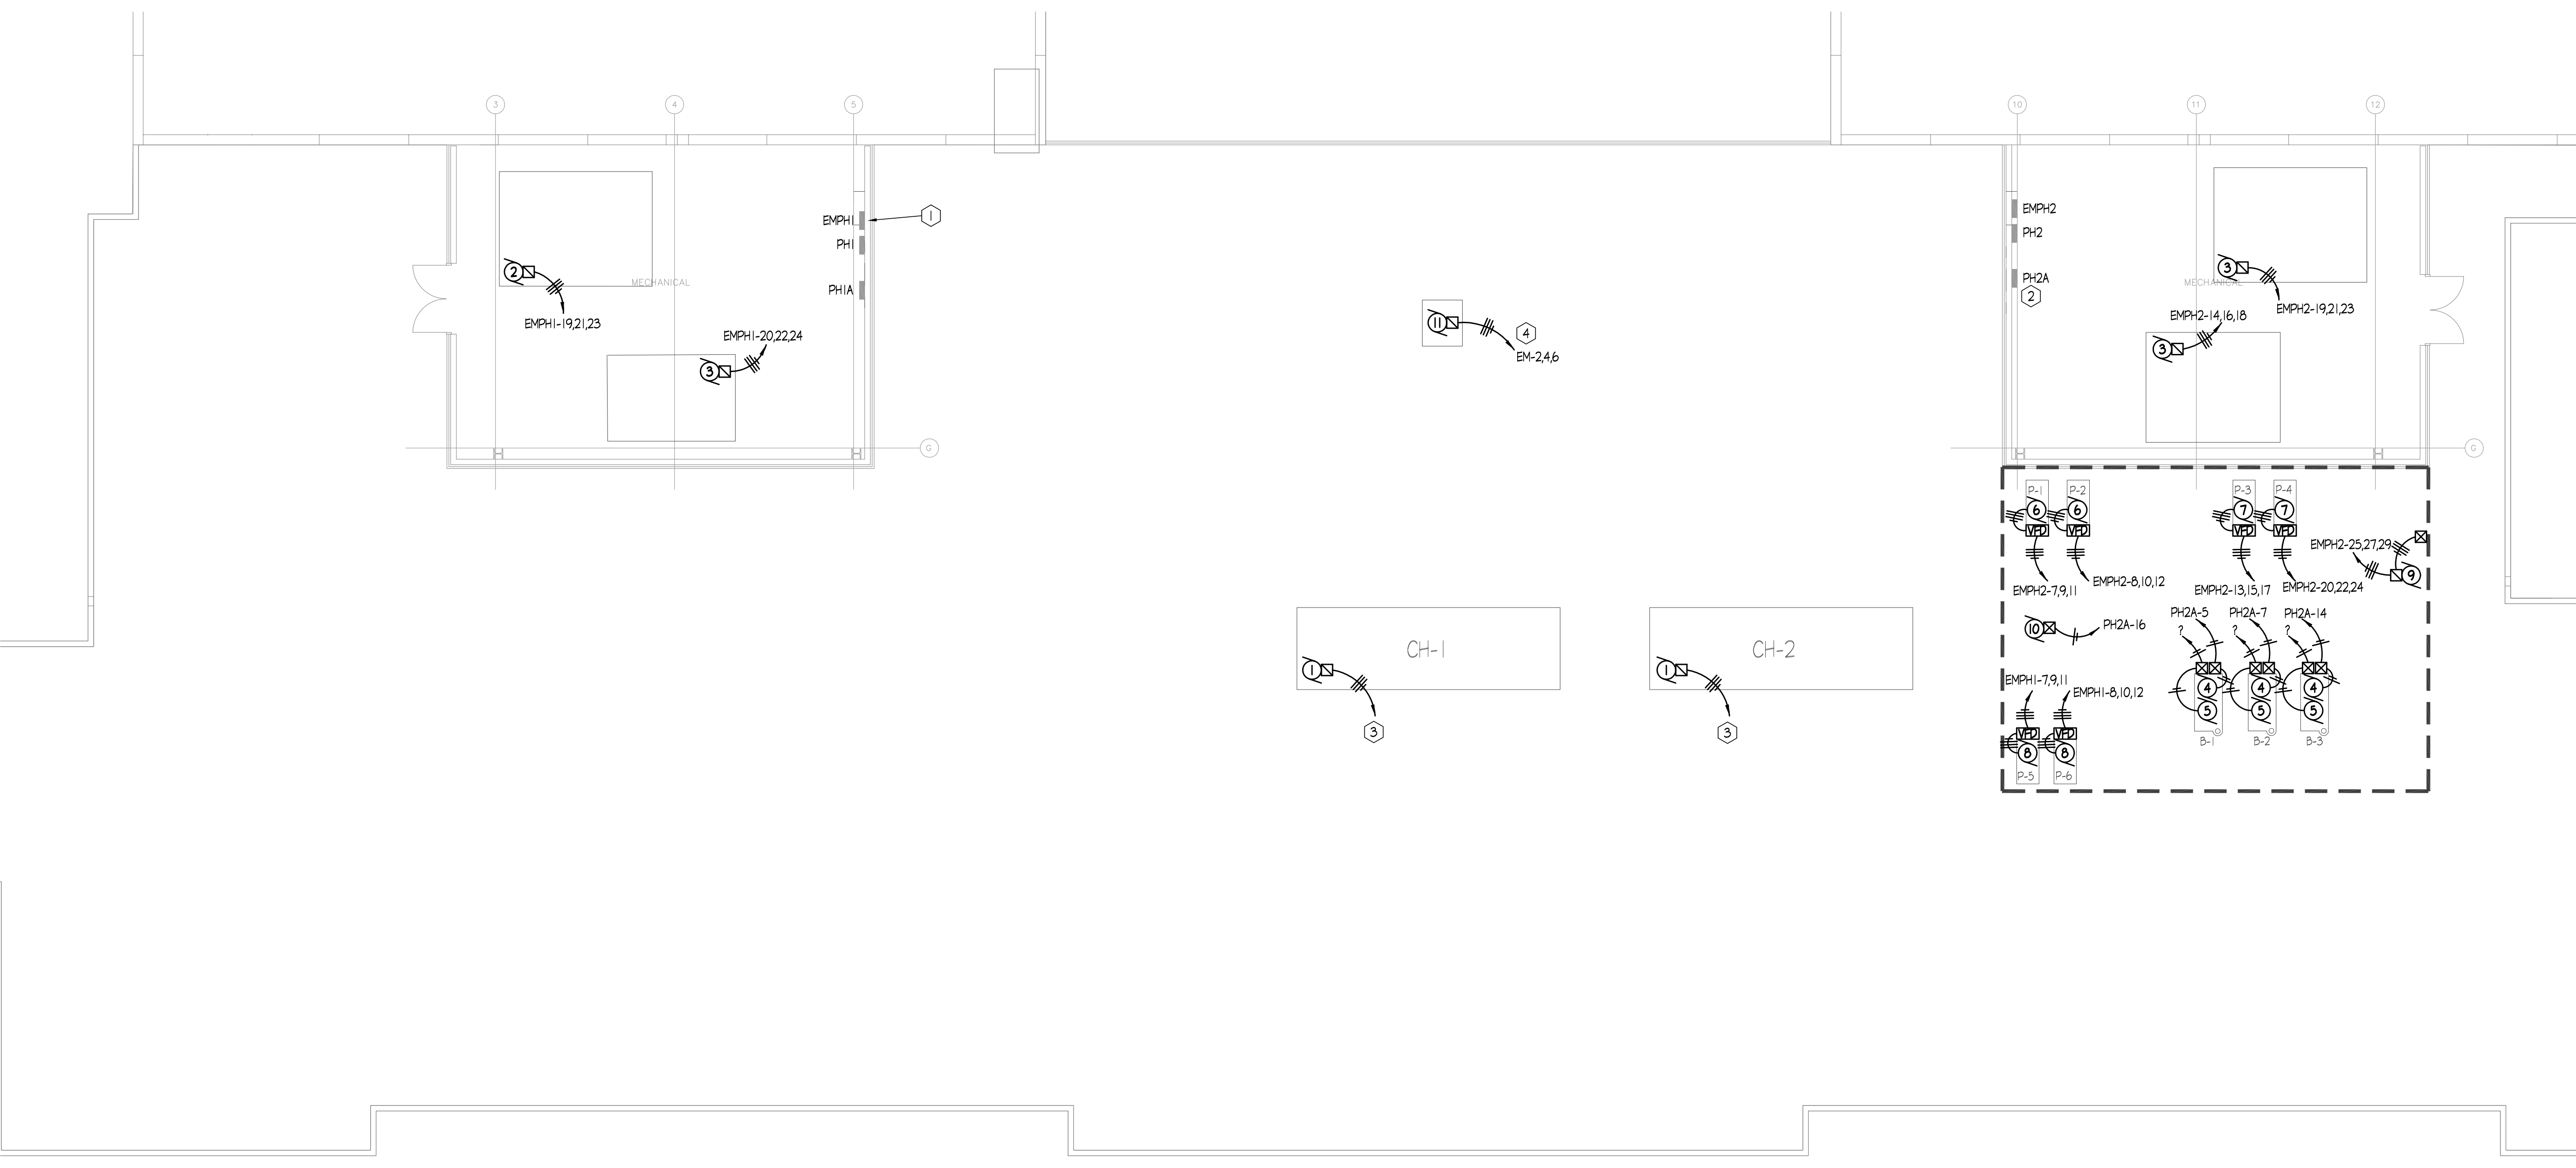 3
4
5
10
11
12
EMPH1
1
PH1
PH1A
2
MECHANICAL
EMPH1-19,21,23
EMPH1-20,22,24
3
G
11
4
EM-2,4,6
EMPH2
PH2
PH2A
2
3
MECHANICAL
EMPH2-19,21,23
EMPH2-14,16,18
3
G
P-1
P-2
P-3
P-4
6
6
7
7
VFD
VFD
VFD
VFD
EMPH2-25,27,29
9
EMPH2-7,9,11
EMPH2-8,10,12
EMPH2-13,15,17
EMPH2-20,22,24
10
PH2A-16
PH2A-5
PH2A-7
PH2A-14
?
?
?
CH-1
CH-2
1
1
3
3
EMPH1-7,9,11
EMPH1-8,10,12
4
4
4
5
5
5
B-1
B-2
B-3
VFD
VFD
8
8
P-5
P-6